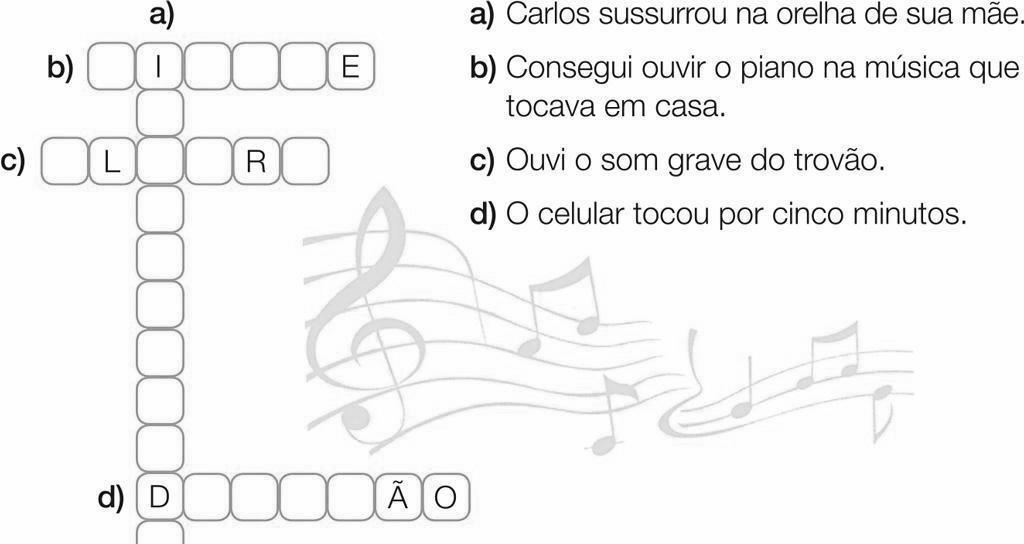 a)
b) I E
c) L R
d) D Ã O
a) Carlos sussurrou na orelha de sua mãe.
b) Consegui ouvir o piano na música que
tocava em casa.
c) Ouvi o som grave do trovão.
d) O celular tocou por cinco minutos.